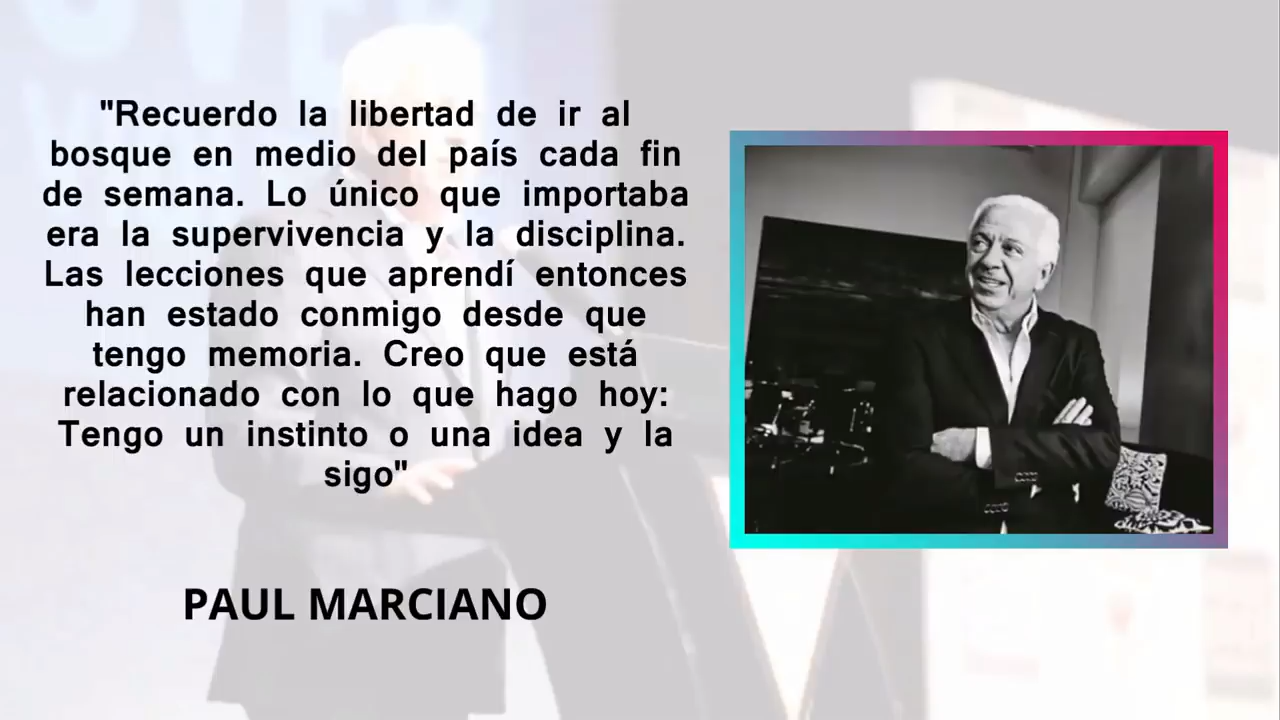 "Recuerdo la libertad de ir al
bosque en medio del país cada fin
de semana. Lo único que importaba
era la supervivencia y la disciplina.
Las lecciones que aprendí entonces
han estado conmigo desde que
tengo memoria. Creo que está
relacionado con lo que hago hoy:
Tengo un instinto o una idea y la
sigo"
PAUL MARCIANO